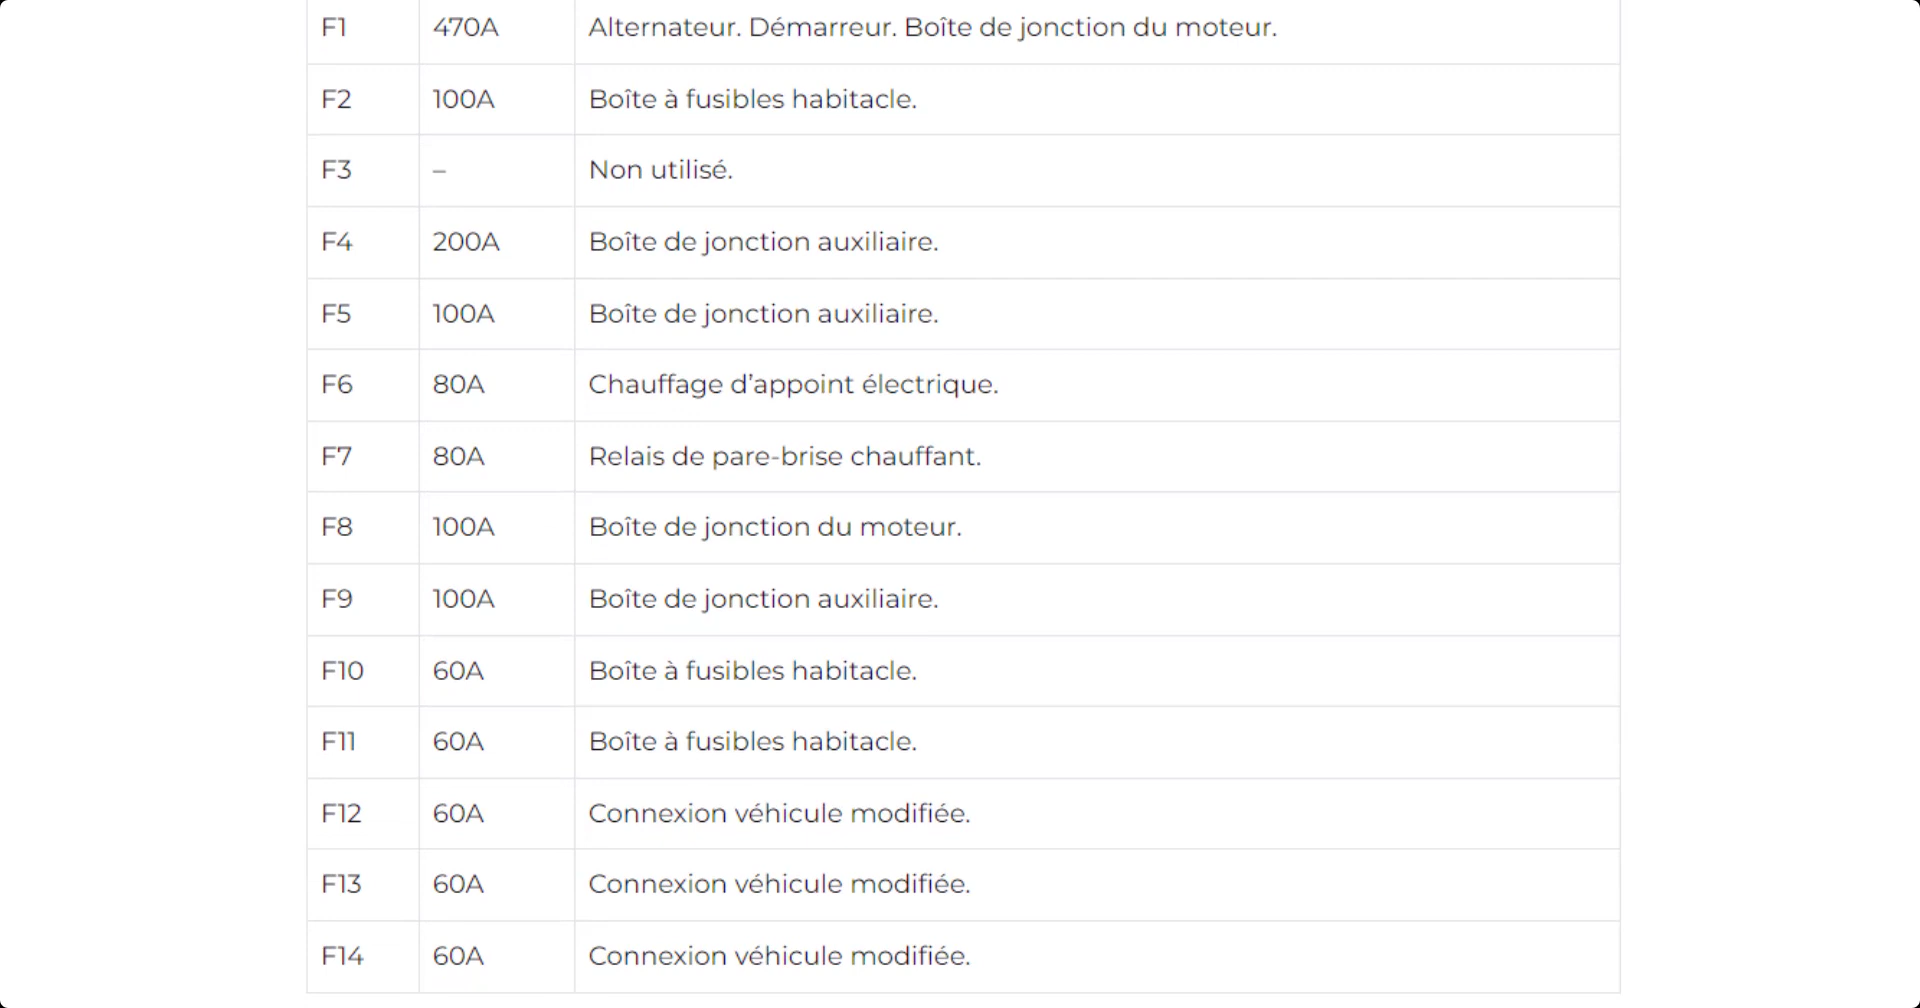 F1 470A Alternateur. Démarreur. Boîte de jonction du moteur.
F2 100A Boîte à fusibles habitacle.
F3 – Non utilisé.
F4 200A Boîte de jonction auxiliaire.
F5 100A Boîte de jonction auxiliaire.
F6 80A Chauffage d’appoint électrique.
F7 80A Relais de pare-brise chauffant.
F8 100A Boîte de jonction du moteur.
F9 100A Boîte de jonction auxiliaire.
F10 60A Boîte à fusibles habitacle.
F11 60A Boîte à fusibles habitacle.
F12 60A Connexion véhicule modifiée.
F13 60A Connexion véhicule modifiée.
F14 60A Connexion véhicule modifiée.